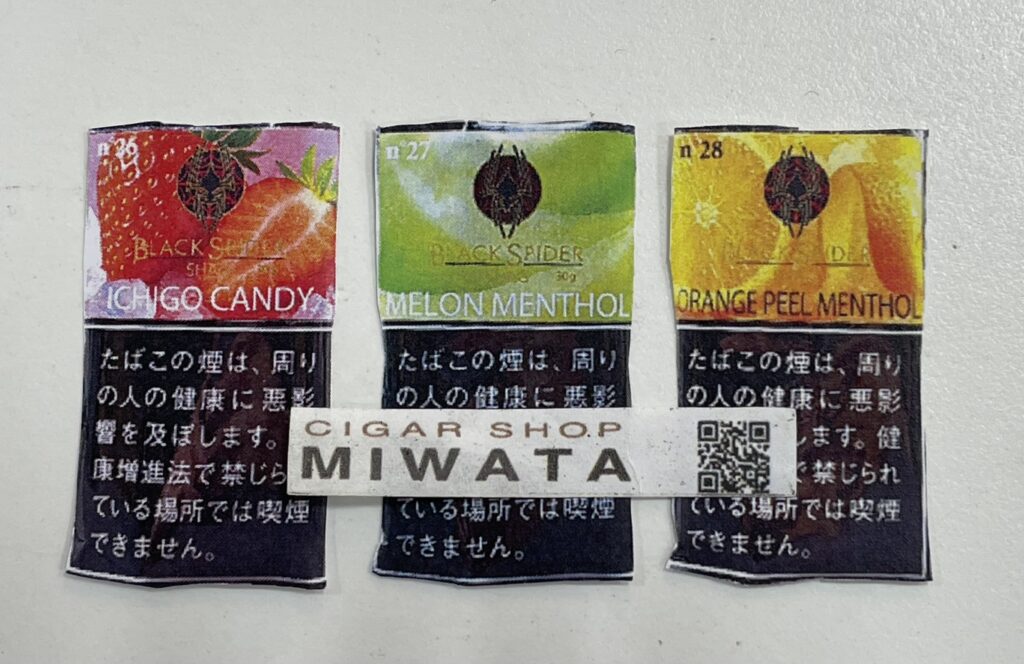 n°26
BLACK SPIDER
ICHIGO CANDY
たばこの煙は、周り
の人の健康に悪影
響を及ぼします。
康増進法で禁じら
ている場所では喫煙
できません。
n°27
BLACK SPIDER
30g
MELON MENTHOL
たばこの煙は、周り
の人の健康に悪影
ている場所では喫煙
できません。
n°28
BLACK SPIDER
ORANGE PEEL MENTHOL
たばこの煙は、周り
の人の健康に悪影
します。健
で禁じられ
ている場所では喫煙
できません。
CIGAR SHOP
MIWATA